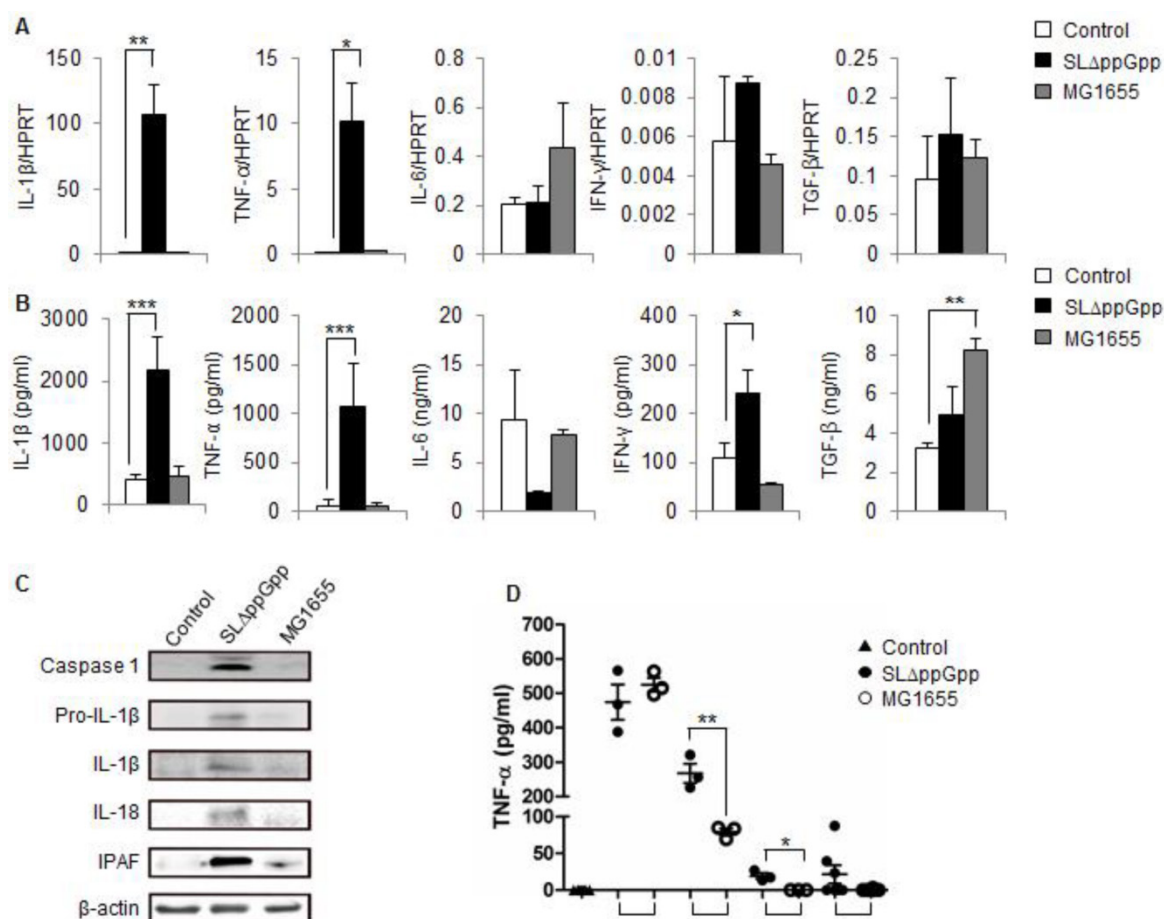 A
Control
SLΔppGpp
MG1655
IL-1β/HPRT
150
100
50
0
**
TNF-α/HPRT
15
10
5
0
*
IL-6/HPRT
0.8
0.6
0.4
0.2
0
IFN-γ/HPRT
0.01
0.008
0.006
0.004
0.002
0
TGF-β/HPRT
0.25
0.2
0.15
0.1
0.05
0
B
Control
SLΔppGpp
MG1655
IL-1β (pg/ml)
3000
2000
1000
0
***
TNF-α (pg/ml)
2000
1500
1000
500
0
***
IL-6 (ng/ml)
20
15
10
5
0
IFN-γ (pg/ml)
400
300
200
100
0
*
TGF-β (ng/ml)
10
8
6
4
2
0
**
C
Control
SLΔppGpp
MG1655
Caspase 1
Pro-IL-1β
IL-1β
IL-18
IPAF
β-actin
D
TNF-α (pg/ml)
700
600
500
400
300
200
100
50
0
**
*
Control
SLΔppGpp
MG1655